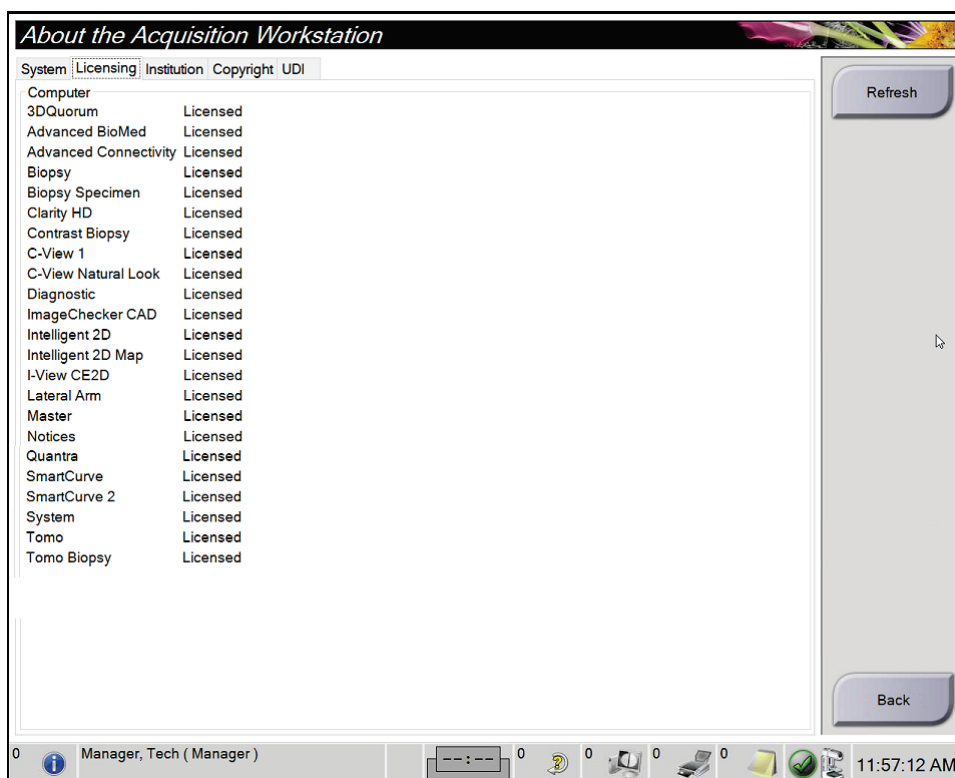 About the Acquisition Workstation
System Licensing Institution Copyright UDI
Refresh
Computer
3DQuorum Licensed
Advanced BioMed Licensed
Advanced Connectivity Licensed
Biopsy Licensed
Biopsy Specimen Licensed
Clarity HD Licensed
Contrast Biopsy Licensed
C-View 1 Licensed
C-View Natural Look Licensed
Diagnostic Licensed
ImageChecker CAD Licensed
Intelligent 2D Licensed
Intelligent 2D Map Licensed
I-View CE2D Licensed
Lateral Arm Licensed
Master Licensed
Notices Licensed
Quantra Licensed
SmartCurve Licensed
SmartCurve 2 Licensed
System Licensed
Tomo Licensed
Tomo Biopsy Licensed
Back
0 Manager, Tech ( Manager ) --:-- 0 0 0 0 11:57:12 AM